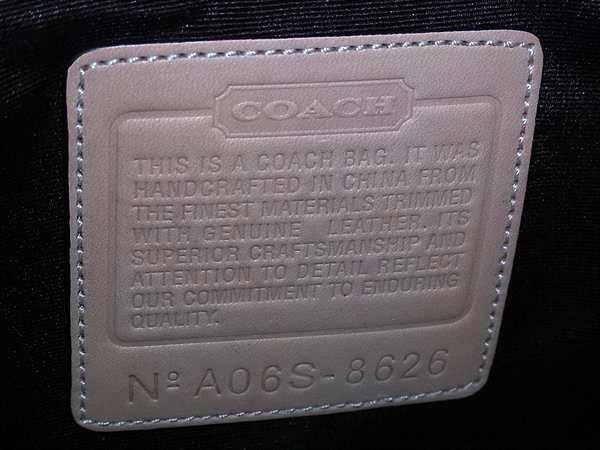 COACH
THIS IS A COACH BAG. IT WAS
HANDCRAFTED IN CHINA FROM
THE FINEST MATERIALS TRIMMED
WITH GENUINE LEATHER. ITS
SUPERIOR CRAFTSMANSHIP AND
ATTENTION TO DETAIL REFLECT
OUR COMMITMENT TO ENDURING
QUALITY.
Nº A06S-8626